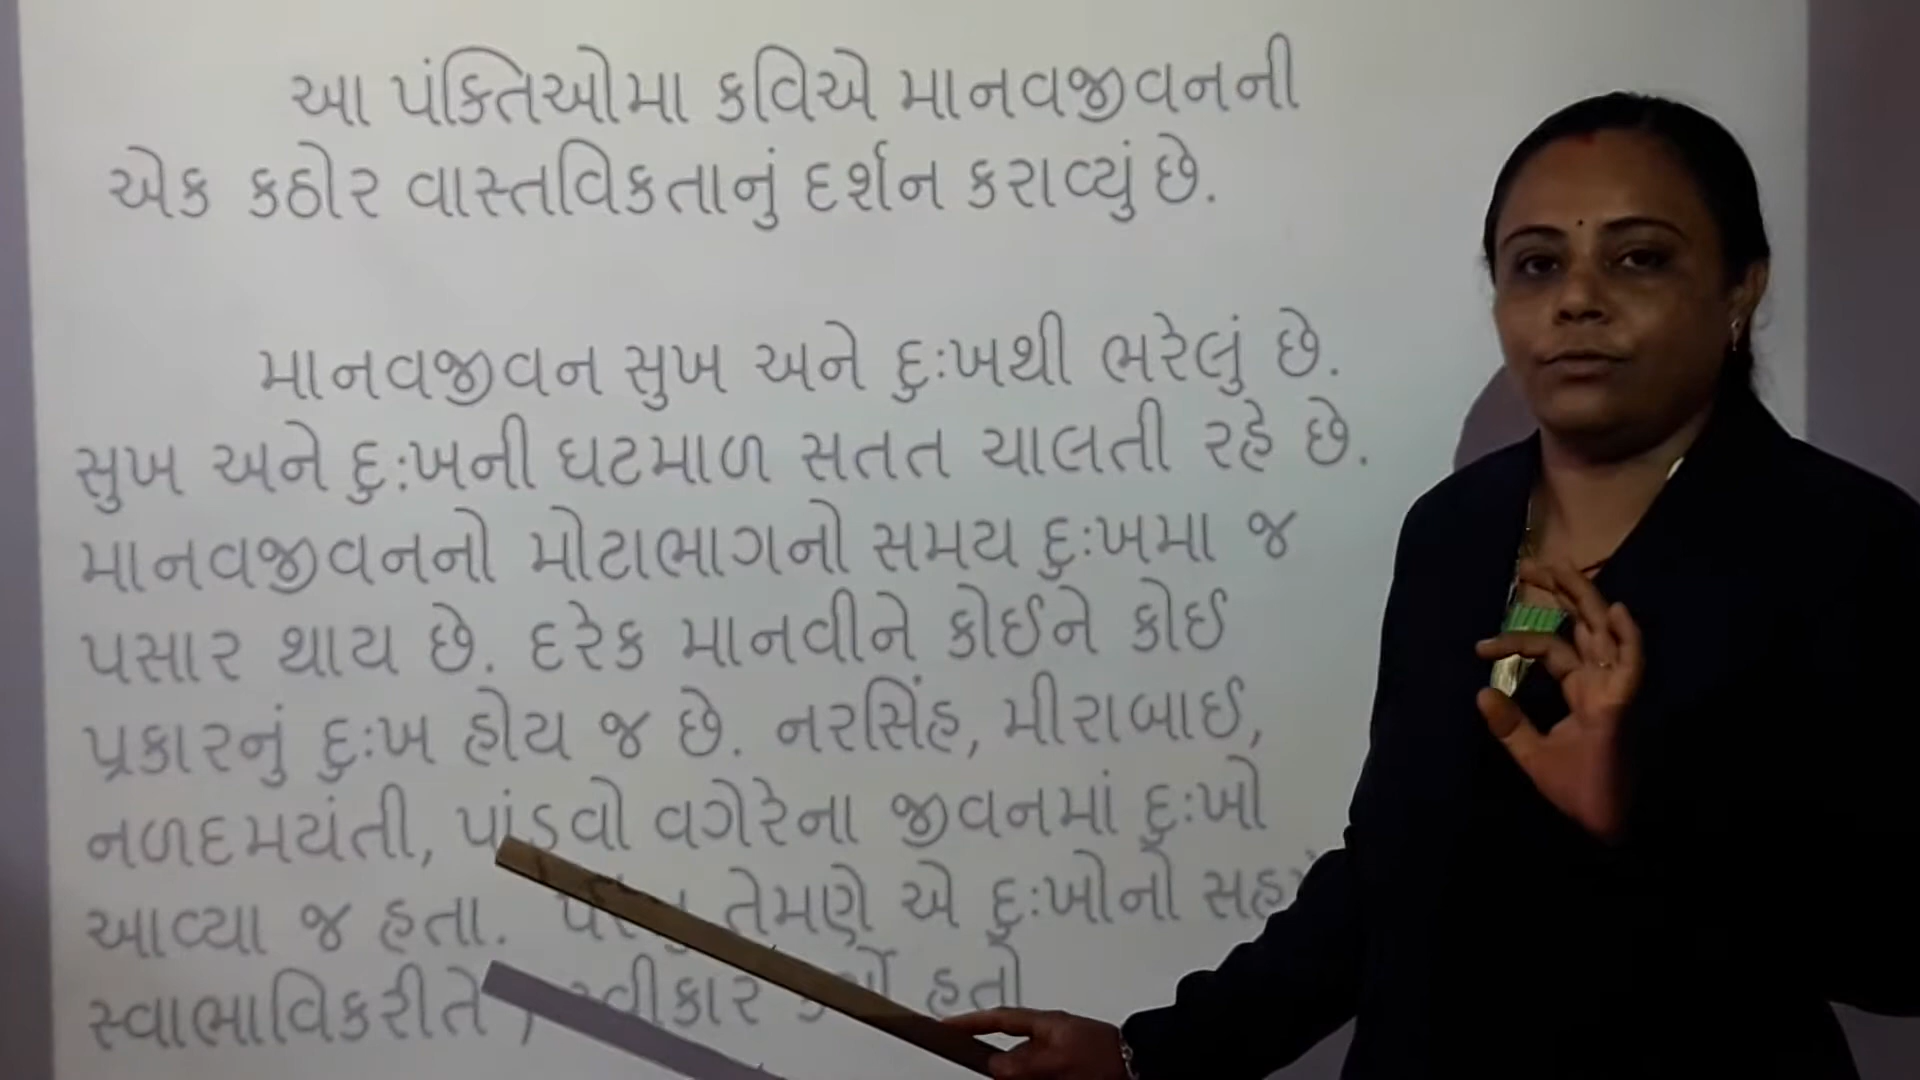 આ પંક્તિઓમા કવિએ માનવજીવનની
એક કઠોર વાસ્તવિકતાનું દર્શન કરાવ્યું છે.
માનવજીવન સુખ અને દુઃખથી ભરેલું છે.
સુખ અને દુઃખની ઘટમાળ સતત ચાલતી રહે છે.
માનવજીવનનો મોટાભાગનો સમય દુઃખમા જ
પસાર થાય છે. દરેક માનવીને કોઈને કોઈ
પ્રકારનું દુઃખ હોય જ છે. નરસિંહ, મીરાબાઈ,
નળદમયંતી, પાંડવો વગેરેના જીવનમાં દુઃખો
આવ્યા જ હતા. તેમણે એ દુઃખોનો
સ્વાભાવિકરીતે હતો